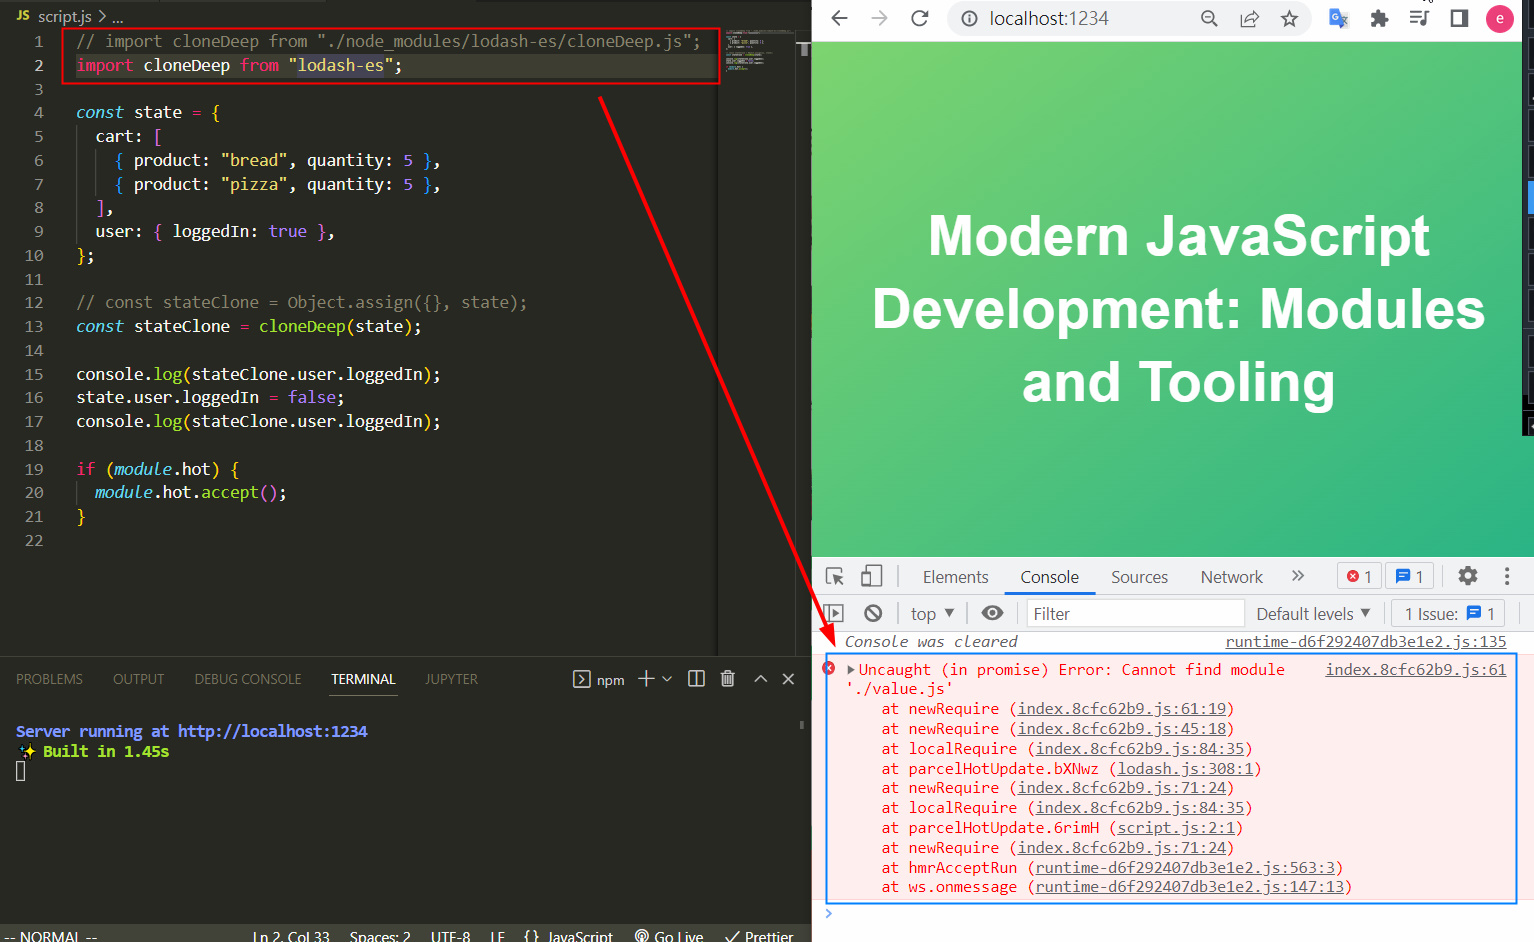 JS script.js > ...
1 // import cloneDeep from "./node_modules/lodash-es/cloneDeep.js";
2 import cloneDeep from "lodash-es";
3
4 const state = {
5 cart: [
6 { product: "bread", quantity: 5 },
7 { product: "pizza", quantity: 5 },
8 ],
9 user: { loggedIn: true },
10 };
11
12 // const stateClone = Object.assign({}, state);
13 const stateClone = cloneDeep(state);
14
15 console.log(stateClone.user.loggedIn);
16 state.user.loggedIn = false;
17 console.log(stateClone.user.loggedIn);
18
19 if (module.hot) {
20 module.hot.accept();
21 }
22
PROBLEMS OUTPUT DEBUG CONSOLE TERMINAL JUPYTER npm
Server running at http://localhost:1234
✨ Built in 1.45s
-- NORMAL -- Ln 2, Col 33 Spaces: 2 UTF-8 LF {} JavaScript Go Live Prettier
localhost:1234 e
Modern JavaScript
Development: Modules
and Tooling
Elements Console Sources Network » 1 1
top Filter Default levels 1 Issue: 1
Console was cleared runtime-d6f292407db3e1e2.js:135
Uncaught (in promise) Error: Cannot find module index.8cfc62b9.js:61
'./value.js'
at newRequire (index.8cfc62b9.js:61:19)
at newRequire (index.8cfc62b9.js:45:18)
at localRequire (index.8cfc62b9.js:84:35)
at parcelHotUpdate.bXNwz (lodash.js:308:1)
at newRequire (index.8cfc62b9.js:71:24)
at localRequire (index.8cfc62b9.js:84:35)
at parcelHotUpdate.6rimH (script.js:2:1)
at newRequire (index.8cfc62b9.js:71:24)
at hmrAcceptRun (runtime-d6f292407db3e1e2.js:563:3)
at ws.onmessage (runtime-d6f292407db3e1e2.js:147:13)
>